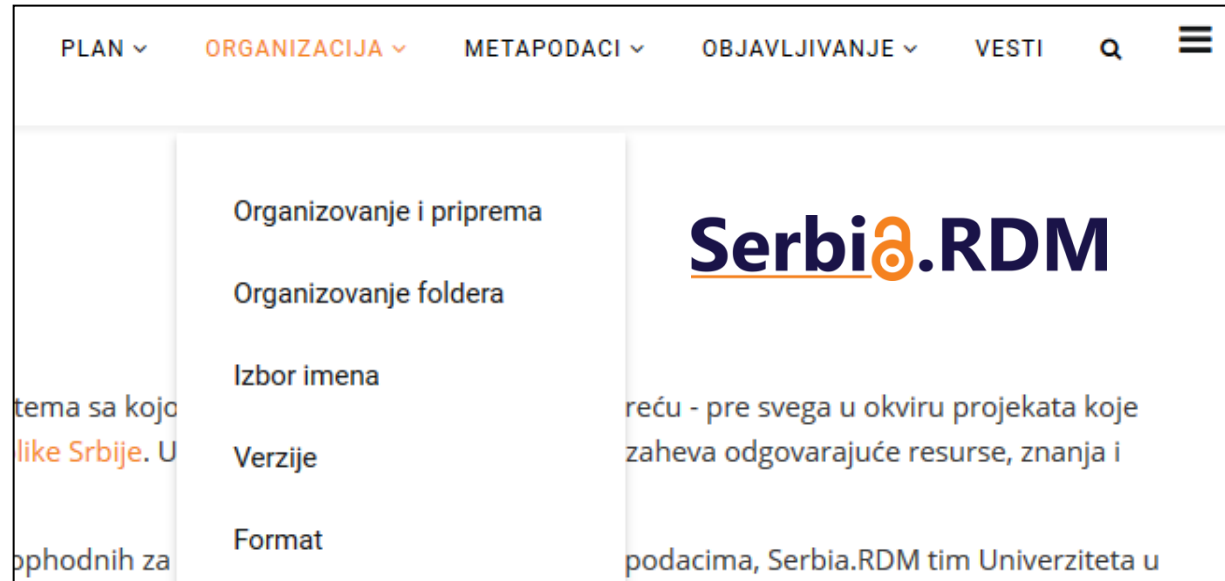 PLAN ORGANIZACIJA METAPODACI OBJAVLJIVANJE VESTI
Organizovanje i priprema
Organizovanje foldera
Izbor imena
Verzije
Format
Serbia.RDM
tema sa kojo reću - pre svega u okviru projekata koje
like Srbije. U zaheva odgovarajuće resurse, znanja i
ophodnih za podacima, Serbia.RDM tim Univerziteta u